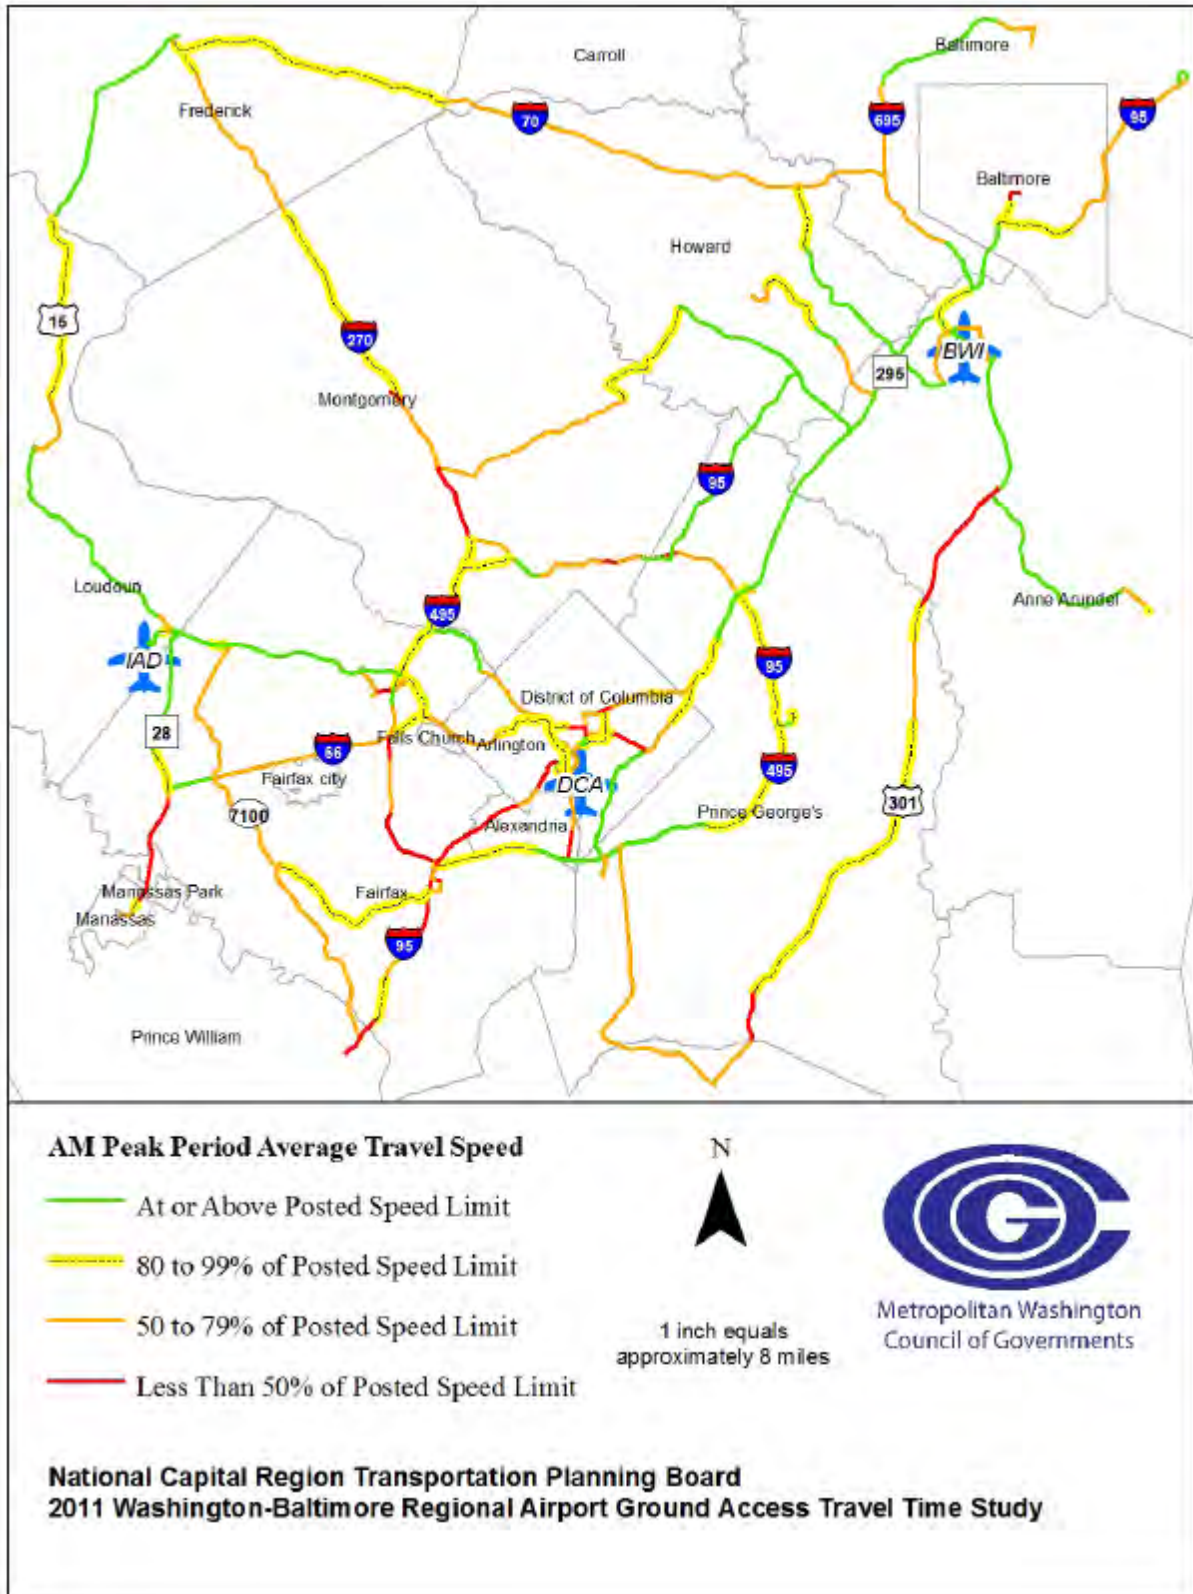 Carroll
Baltimore
Frederick
70
695
95
Baltimore
Howard
15
270
BWI
295
Montgomery
95
Loudoun
495
Anne Arundel
IAD
95
District of Columbia
28
66
Falls Church
Arlington
Fairfax city
DCA
495
7100
Prince George's
301
Alexandria
Manassas Park
Fairfax
Manassas
95
Prince William
AM Peak Period Average Travel Speed
N
At or Above Posted Speed Limit
80 to 99% of Posted Speed Limit
50 to 79% of Posted Speed Limit
Less Than 50% of Posted Speed Limit
1 inch equals
approximately 8 miles
COG
Metropolitan Washington
Council of Governments
National Capital Region Transportation Planning Board
2011 Washington-Baltimore Regional Airport Ground Access Travel Time Study